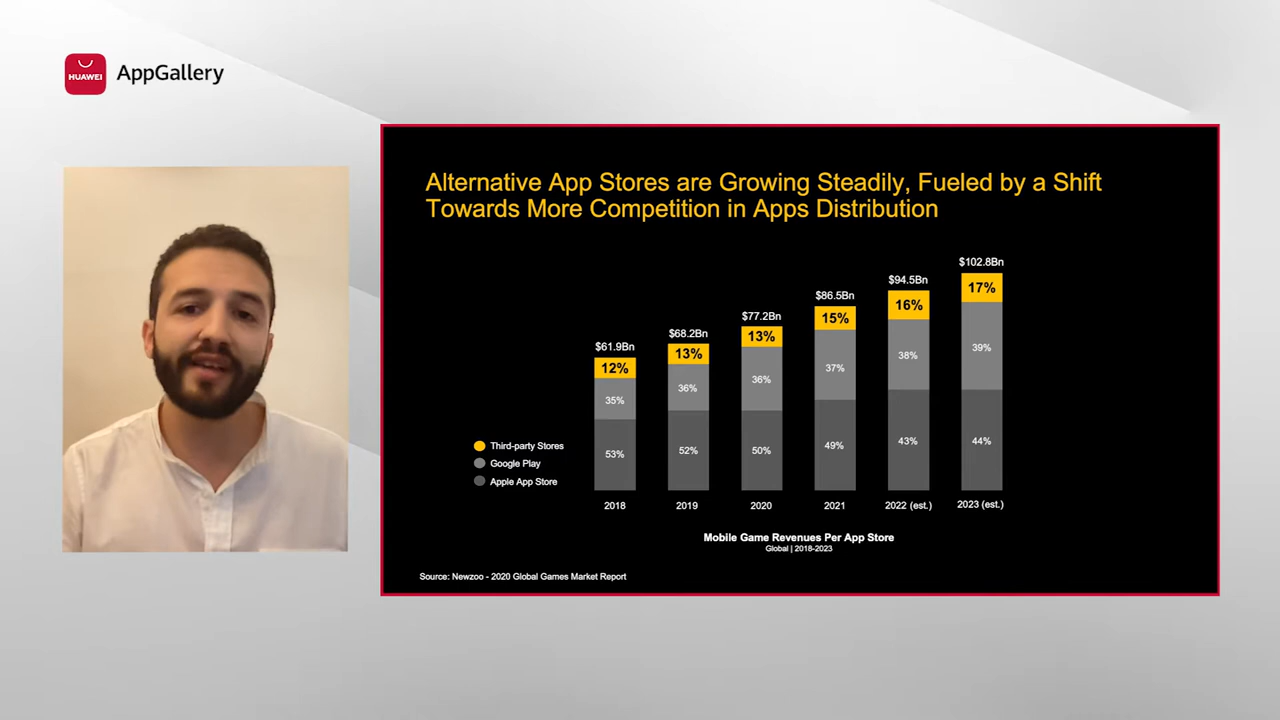 HUAWEI
AppGallery
Alternative App Stores are Growing Steadily, Fueled by a Shift
Towards More Competition in Apps Distribution
$102.8Bn
$94.5Bn
$86.5Bn
$77.2Bn
$68.2Bn
$61.9Bn
12%
13%
13%
15%
16%
17%
35%
36%
36%
37%
38%
39%
53%
52%
50%
49%
43%
44%
Third-party Stores
Google Play
Apple App Store
2018
2019
2020
2021
2022 (est.)
2023 (est.)
Mobile Game Revenues Per App Store
Global | 2018-2023
Source: Newzoo - 2020 Global Games Market Report